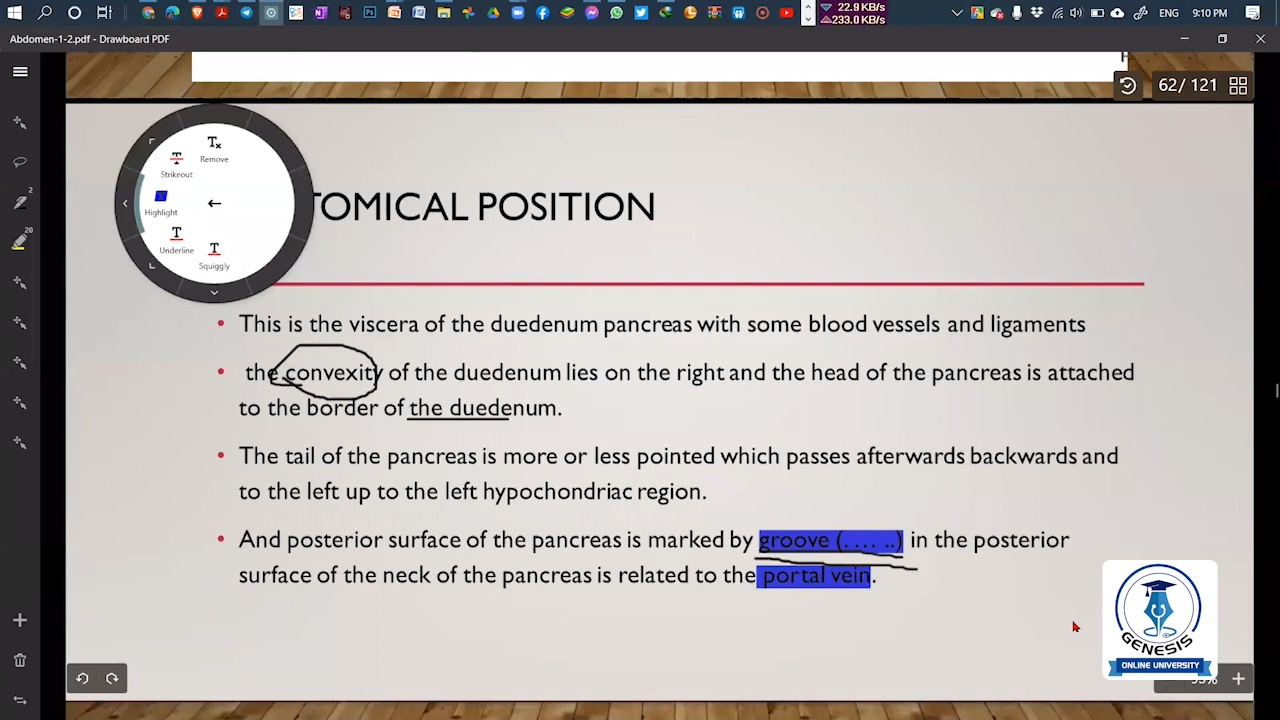 22.9 KB/s
233.0 KB/s
ENG
9:10 PM
Abdomen-1-2.pdf - Drawboard PDF
62/ 121
Remove
Strikeout
Highlight
Underline
Squiggly
TOMICAL POSITION
2
20
• This is the viscera of the duedenum pancreas with some blood vessels and ligaments
• the convexity of the duedenum lies on the right and the head of the pancreas is attached
to the border of the duedenum.
• The tail of the pancreas is more or less pointed which passes afterwards backwards and
to the left up to the left hypochondriac region.
• And posterior surface of the pancreas is marked by groove (. . . . ..) in the posterior
surface of the neck of the pancreas is related to the portal vein.
GENESIS
ONLINE UNIVERSITY